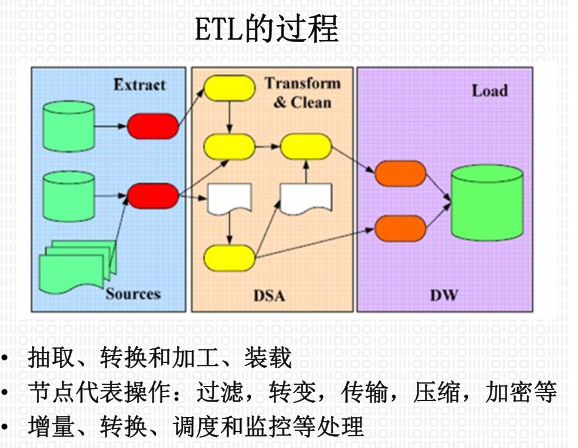 ETL的过程
Extract
Transform
& Clean
Load
Sources
DSA
DW
• 抽取、转换和加工、装载
• 节点代表操作：过滤，转变，传输，压缩，加密等
• 增量、转换、调度和监控等处理